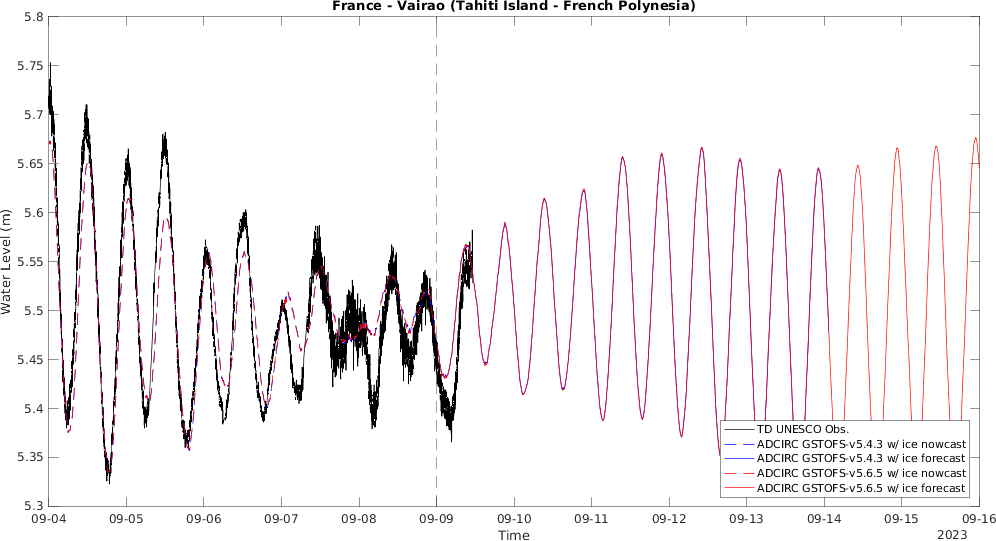 France - Vairao (Tahiti Island - French Polynesia)
5.8
5.75
5.7
5.65
5.6
5.55
5.5
5.45
5.4
5.35
5.3
Water Level (m)
TD UNESCO Obs.
ADCIRC GSTOFS-v5.4.3 w/ ice nowcast
ADCIRC GSTOFS-v5.4.3 w/ ice forecast
ADCIRC GSTOFS-v5.6.5 w/ ice nowcast
ADCIRC GSTOFS-v5.6.5 w/ ice forecast
09-04 09-05 09-06 09-07 09-08 09-09 09-10 09-11 09-12 09-13 09-14 09-15 09-16
Time
2023